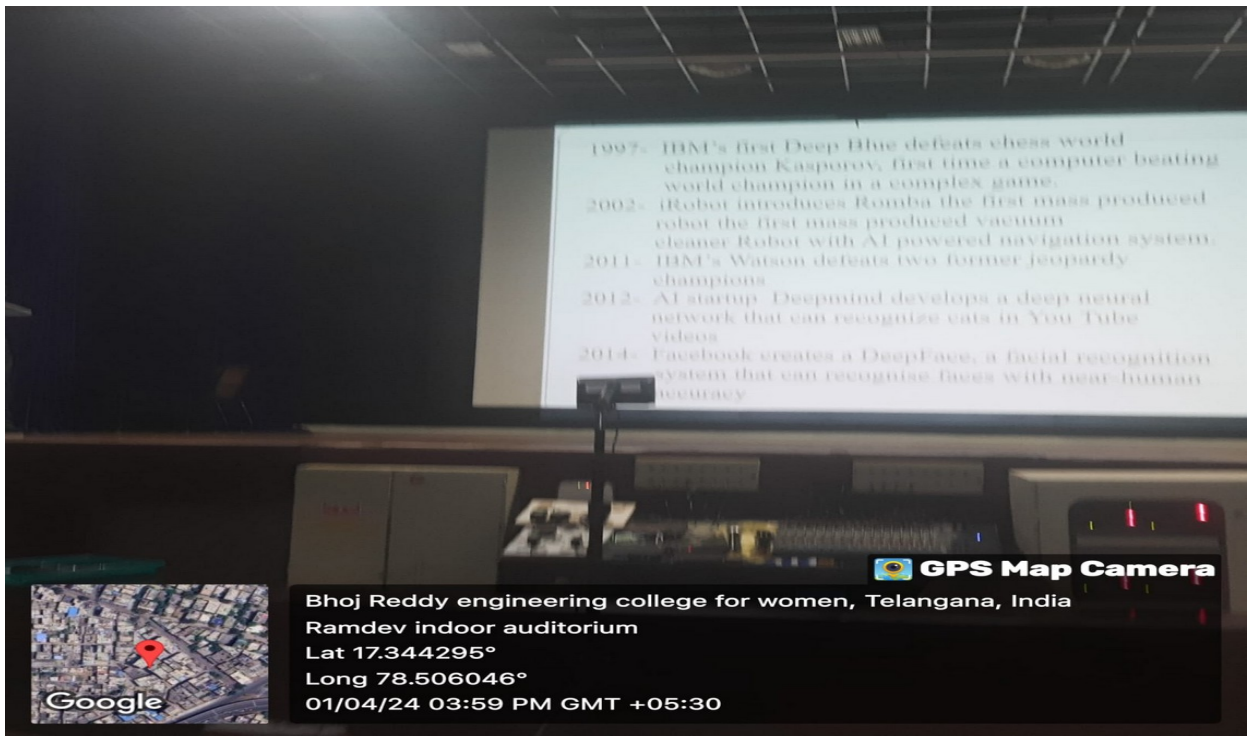 1997- IBM's first Deep Blue defeats chess world
champion Kasporov, first time a computer beating
world champion in a complex game.
2002- iRobot introduces Romba the first mass produced
robot the first mass produced vacuum
cleaner Robot with AI powered navigation system.
2011- IBM's Watson defeats two former jeopardy
champions
2012- AI startup Deepmind develops a deep neural
network that can recognize cats in You Tube
videos
2014- Facebook creates a DeepFace, a facial recognition
system that can recognise faces with near-human
accuracy
GPS Map Camera
Bhoj Reddy engineering college for women, Telangana, India
Ramdev indoor auditorium
Lat 17.344295°
Long 78.506046°
01/04/24 03:59 PM GMT +05:30
Google